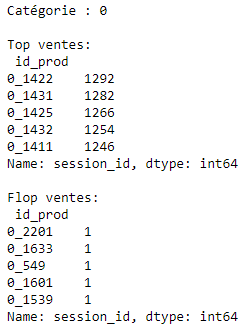 Catégorie : 0
Top ventes:
id_prod
0_1422 1292
0_1431 1282
0_1425 1266
0_1432 1254
0_1411 1246
Name: session_id, dtype: int64
Flop ventes:
id_prod
0_2201 1
0_1633 1
0_549 1
0_1601 1
0_1539 1
Name: session_id, dtype: int64